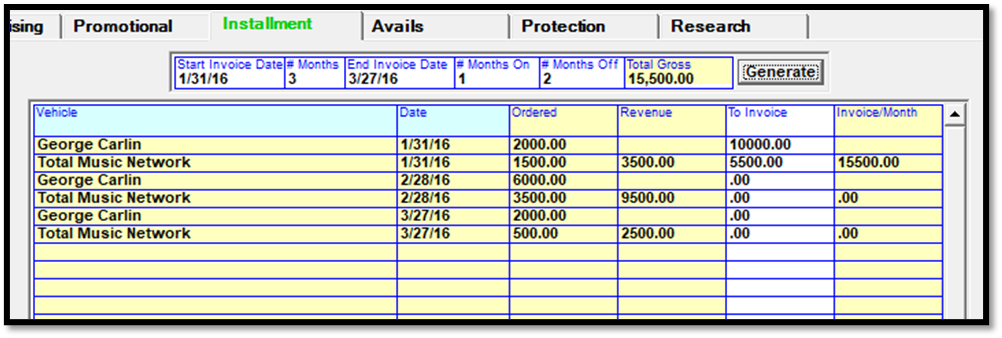 ising Promotional Installment Avails Protection Research
Start Invoice Date # Months End Invoice Date # Months On # Months Off Total Gross
1/31/16 3 3/27/16 1 2 15,500.00 Generate
Vehicle Date Ordered Revenue To Invoice Invoice/Month
George Carlin 1/31/16 2000.00 10000.00
Total Music Network 1/31/16 1500.00 3500.00 5500.00 15500.00
George Carlin 2/28/16 6000.00 .00
Total Music Network 2/28/16 3500.00 9500.00 .00 .00
George Carlin 3/27/16 2000.00 .00
Total Music Network 3/27/16 500.00 2500.00 .00 .00